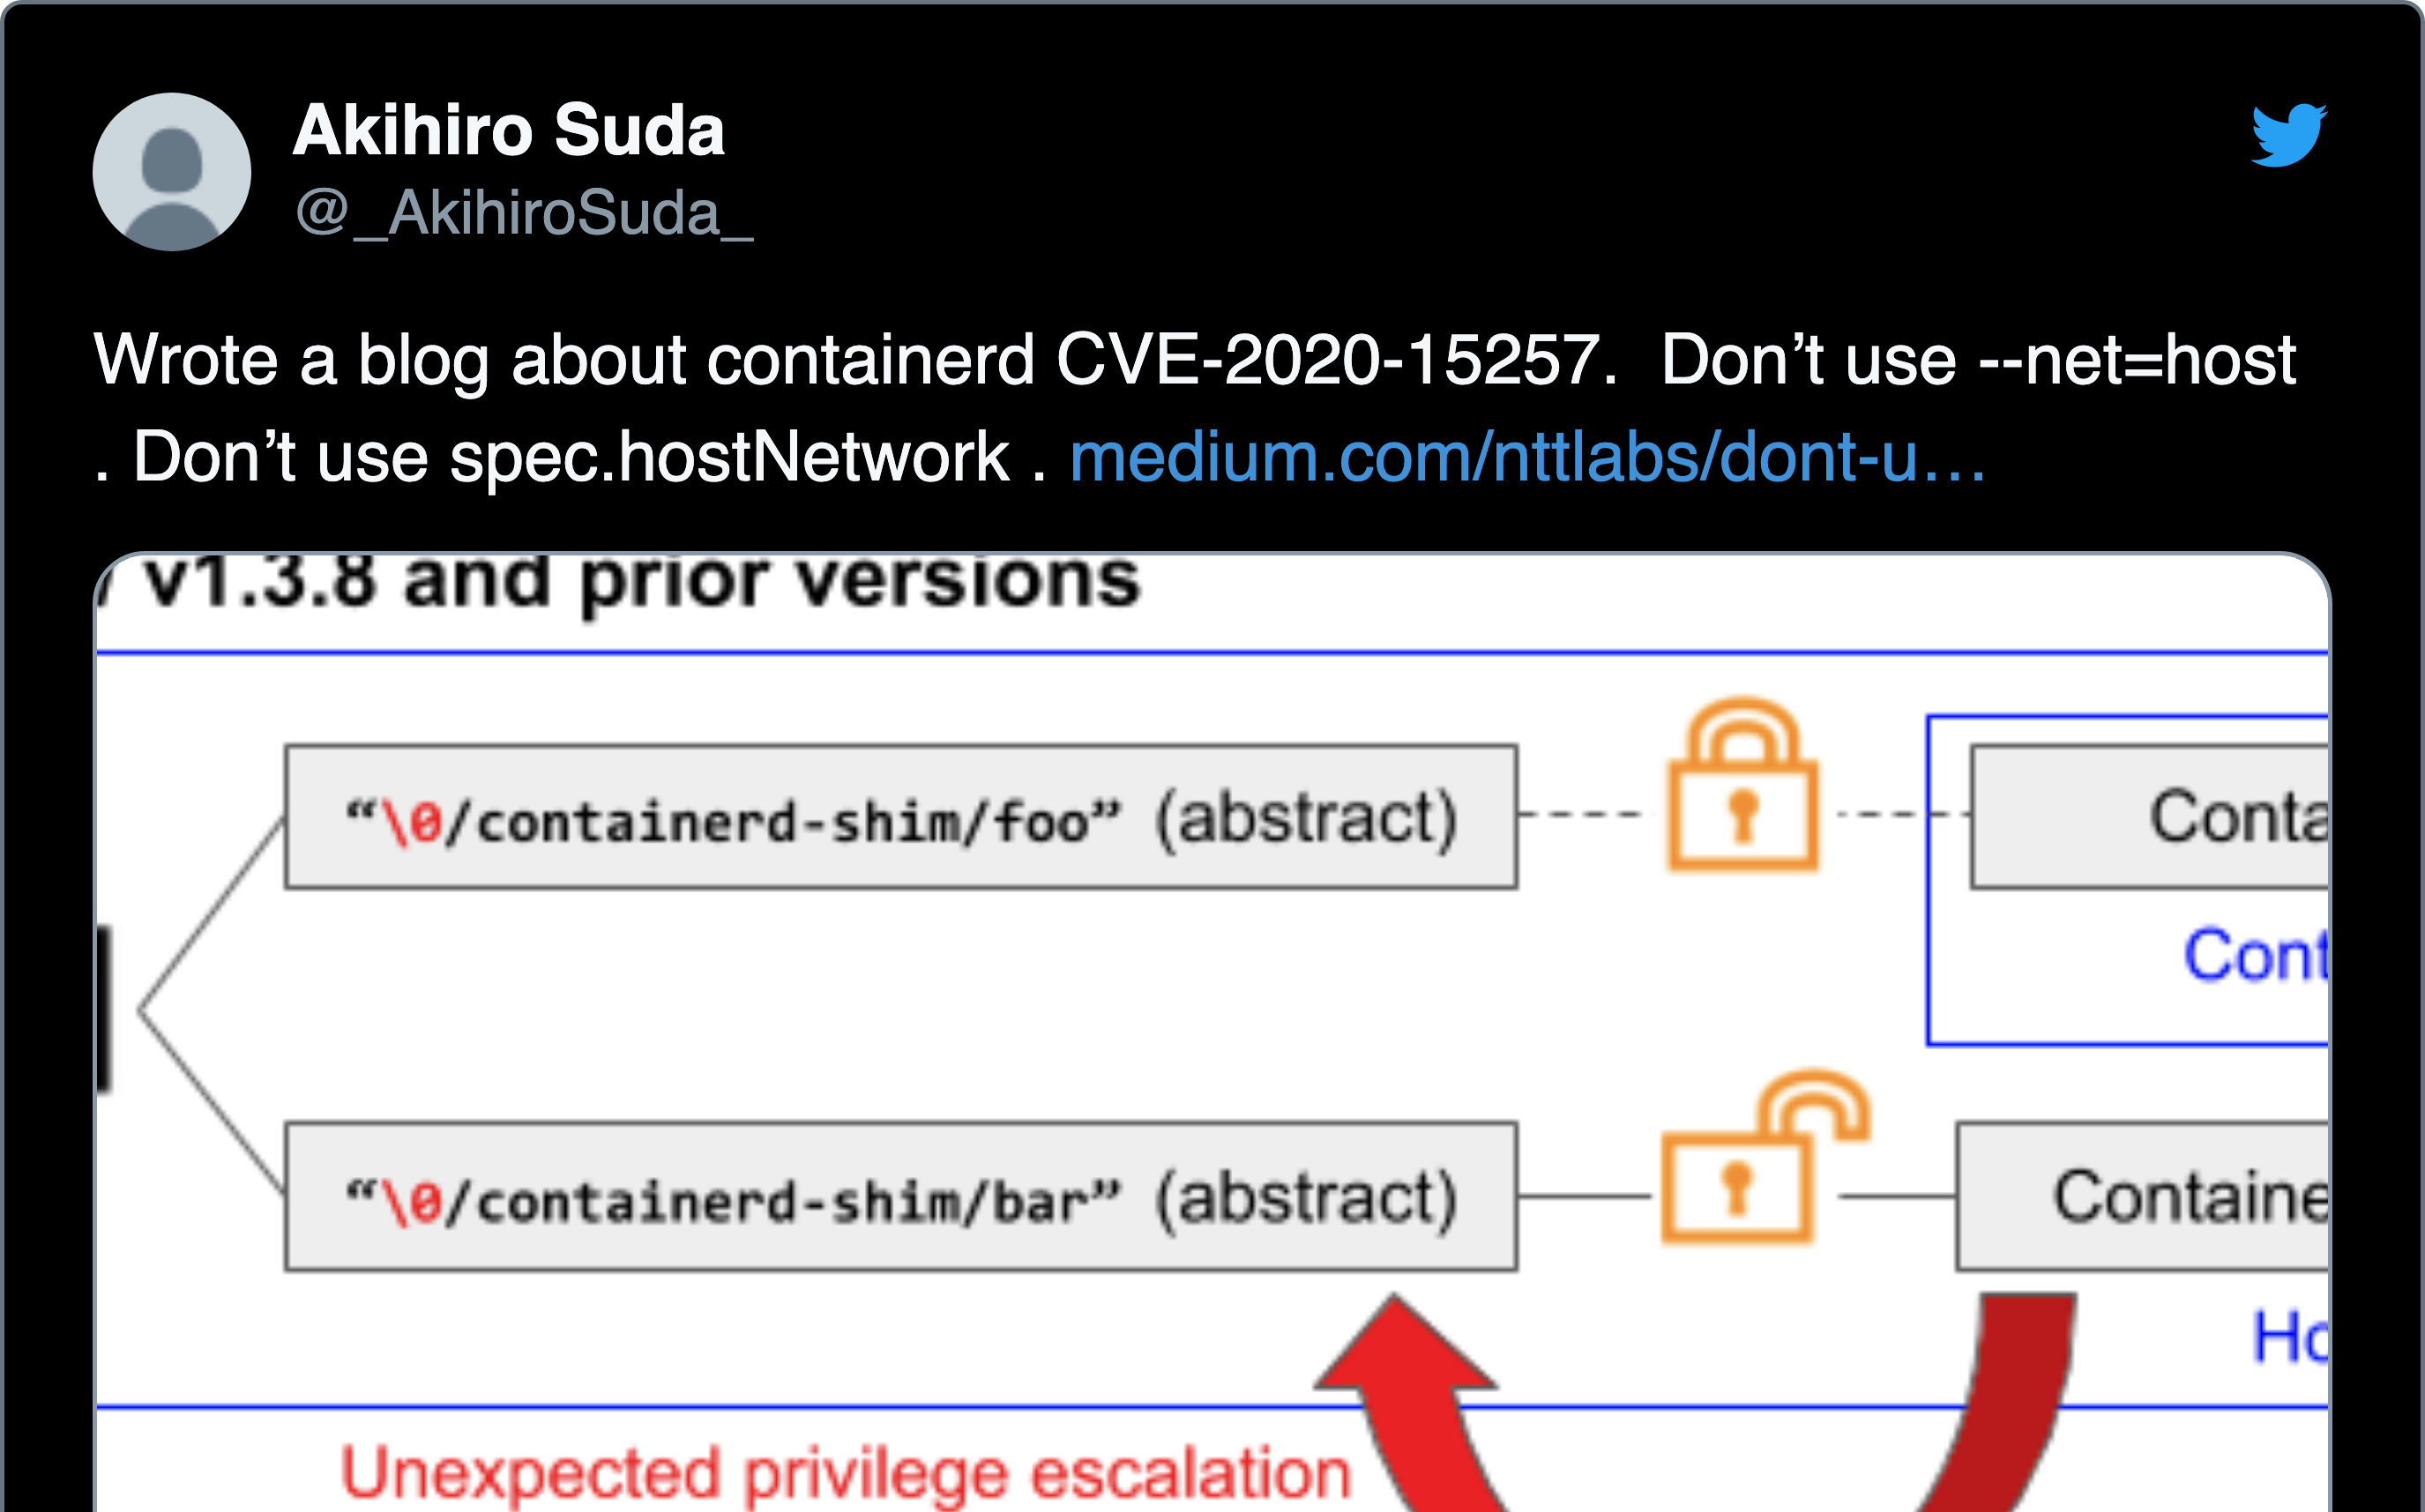 Akihiro Suda
@_AkihiroSuda_
Wrote a blog about containerd CVE-2020-15257.  Don’t use --net=host
. Don’t use spec.hostNetwork . medium.com/nttlabs/dont-u…
v1.3.8 and prior versions
“\0/containerd-shim/foo” (abstract)
Conta
Cont
“\0/containerd-shim/bar” (abstract)
Containe
Ho
Unexpected privilege escalation